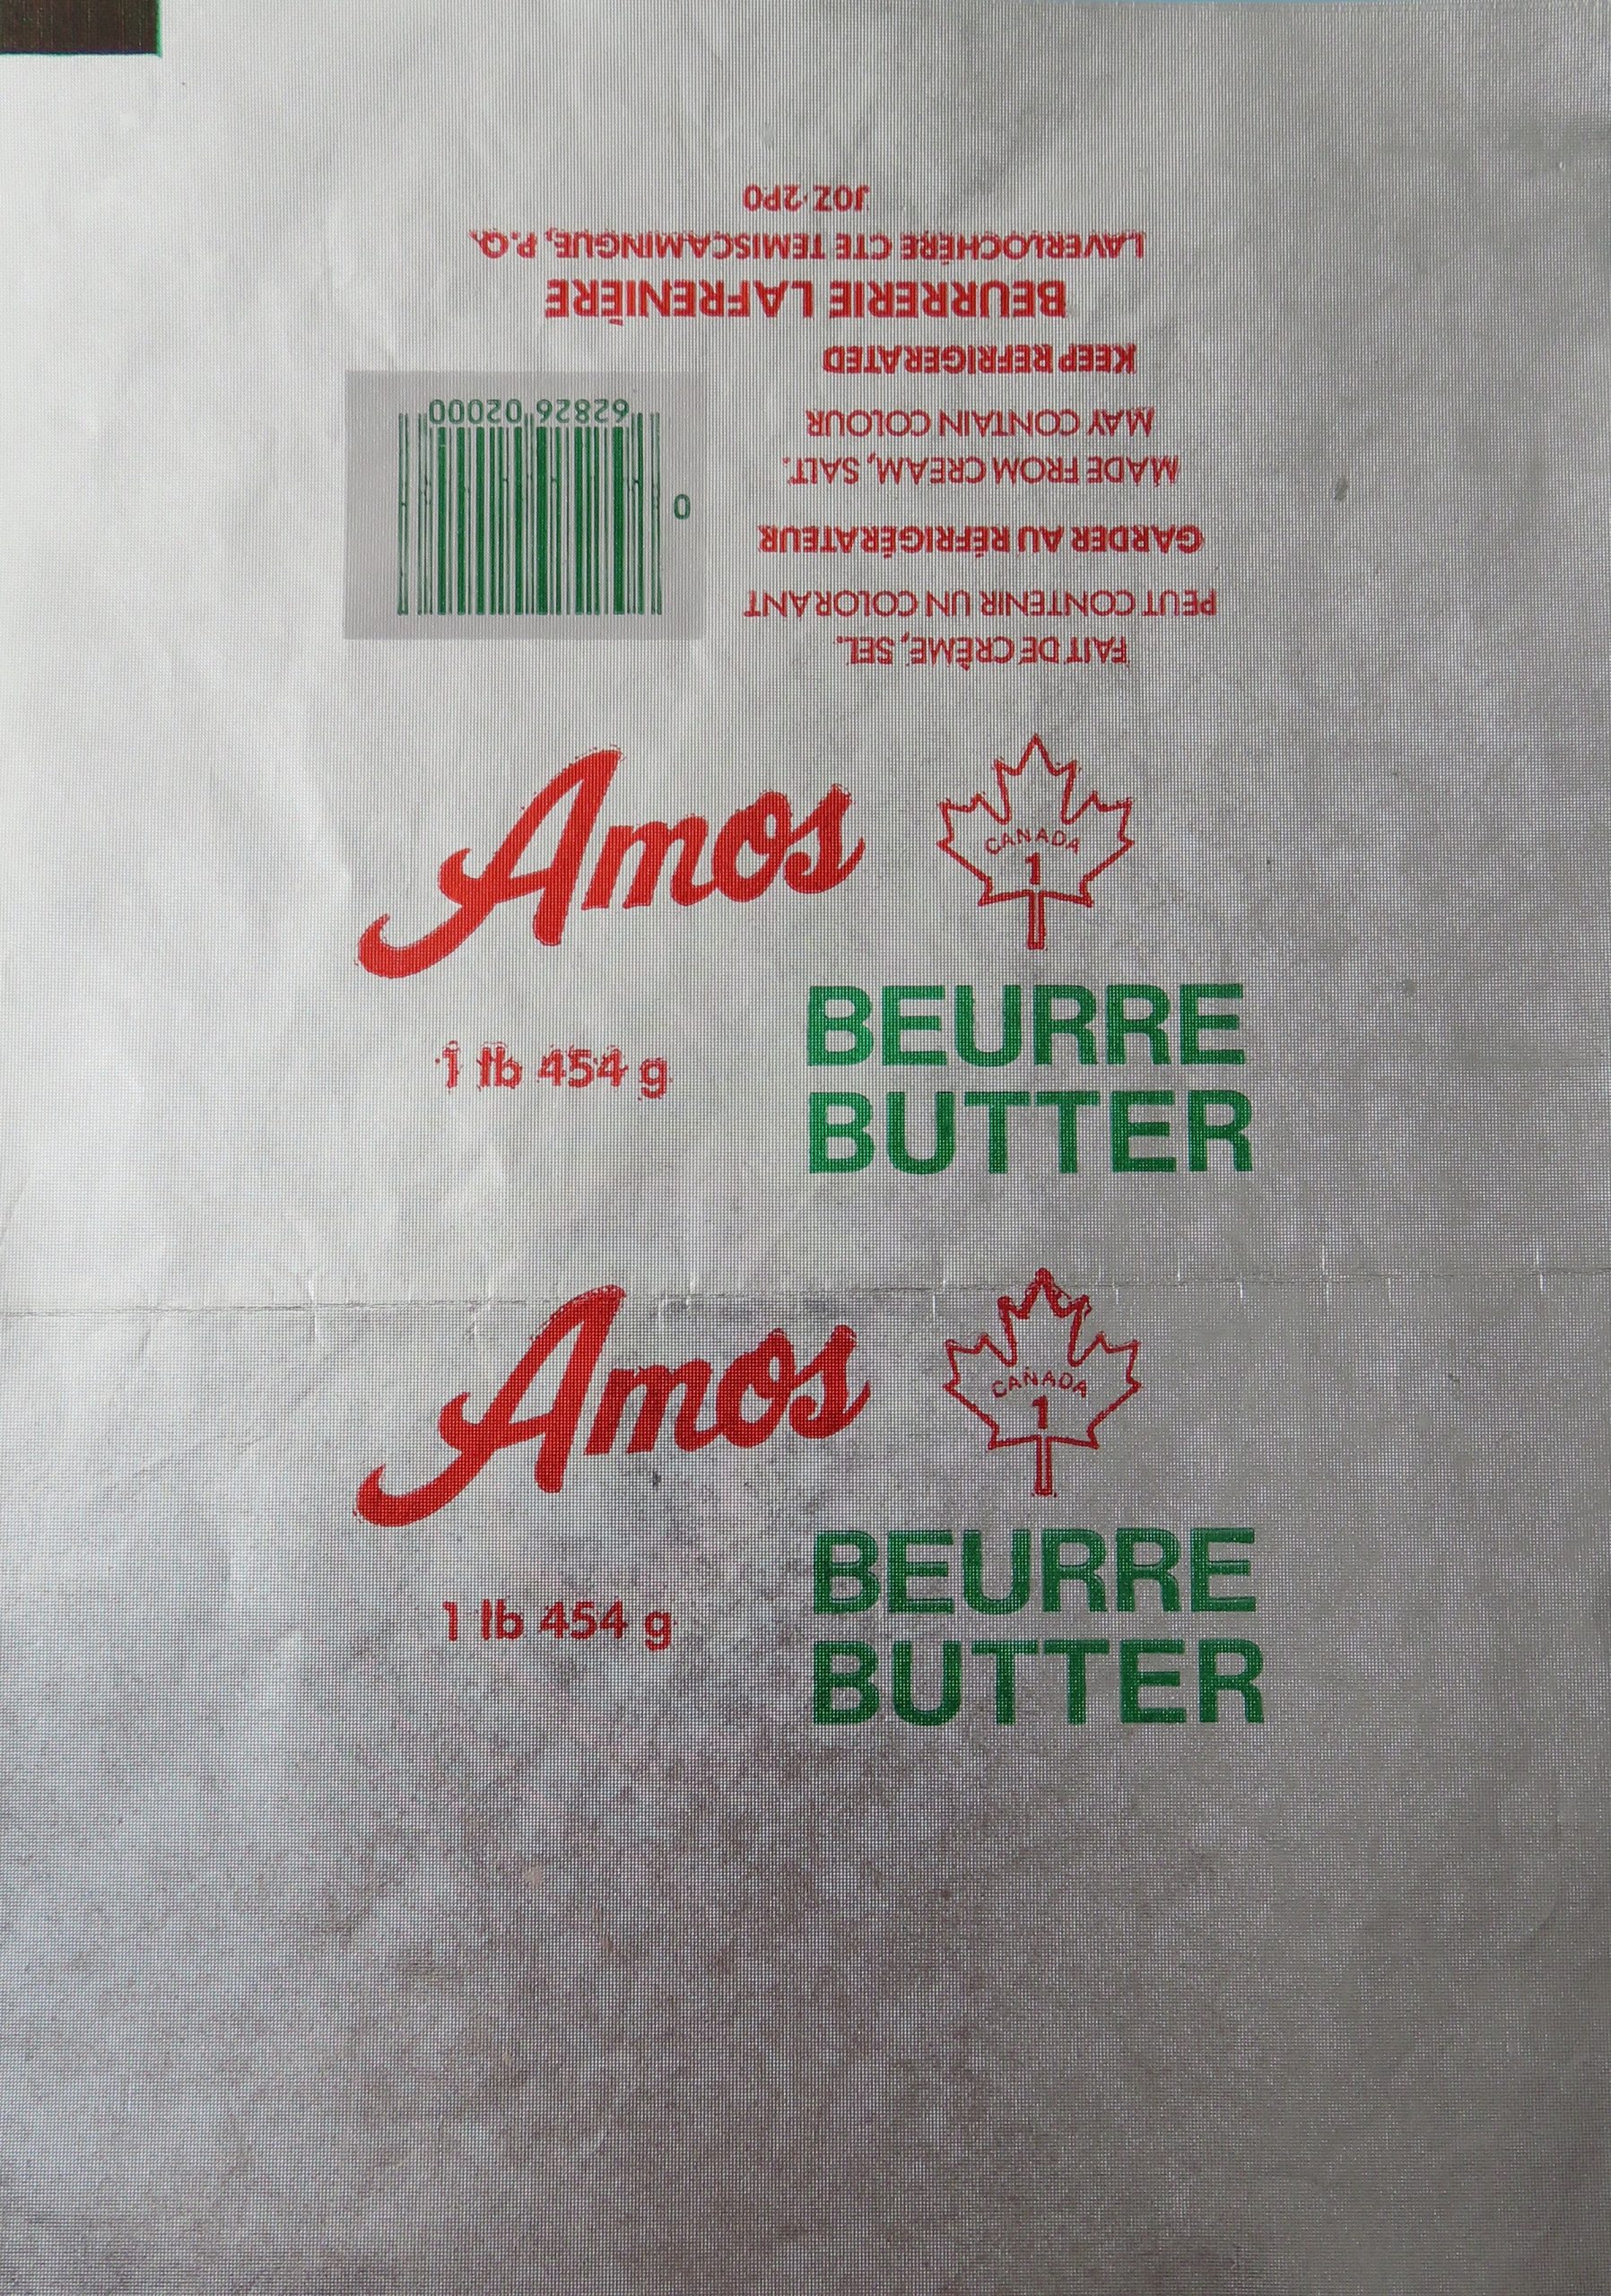 FAIT DE CRÈME, SEL.
PEUT CONTENIR UN COLORANT
GARDER AU RÉFRIGÉRATEUR
MADE FROM CREAM, SALT.
MAY CONTAIN COLOUR
KEEP REFRIGERATED
BEURRERIE LAFRENIÈRE
LAVERLOCHÈRE CTE TEMISCAMINGUE, P.Q.
J0Z 2P0
0
62826 02000
Amos
CANADA
1
1 lb 454 g
BEURRE
BUTTER
Amos
CANADA
1
1 lb 454 g
BEURRE
BUTTER